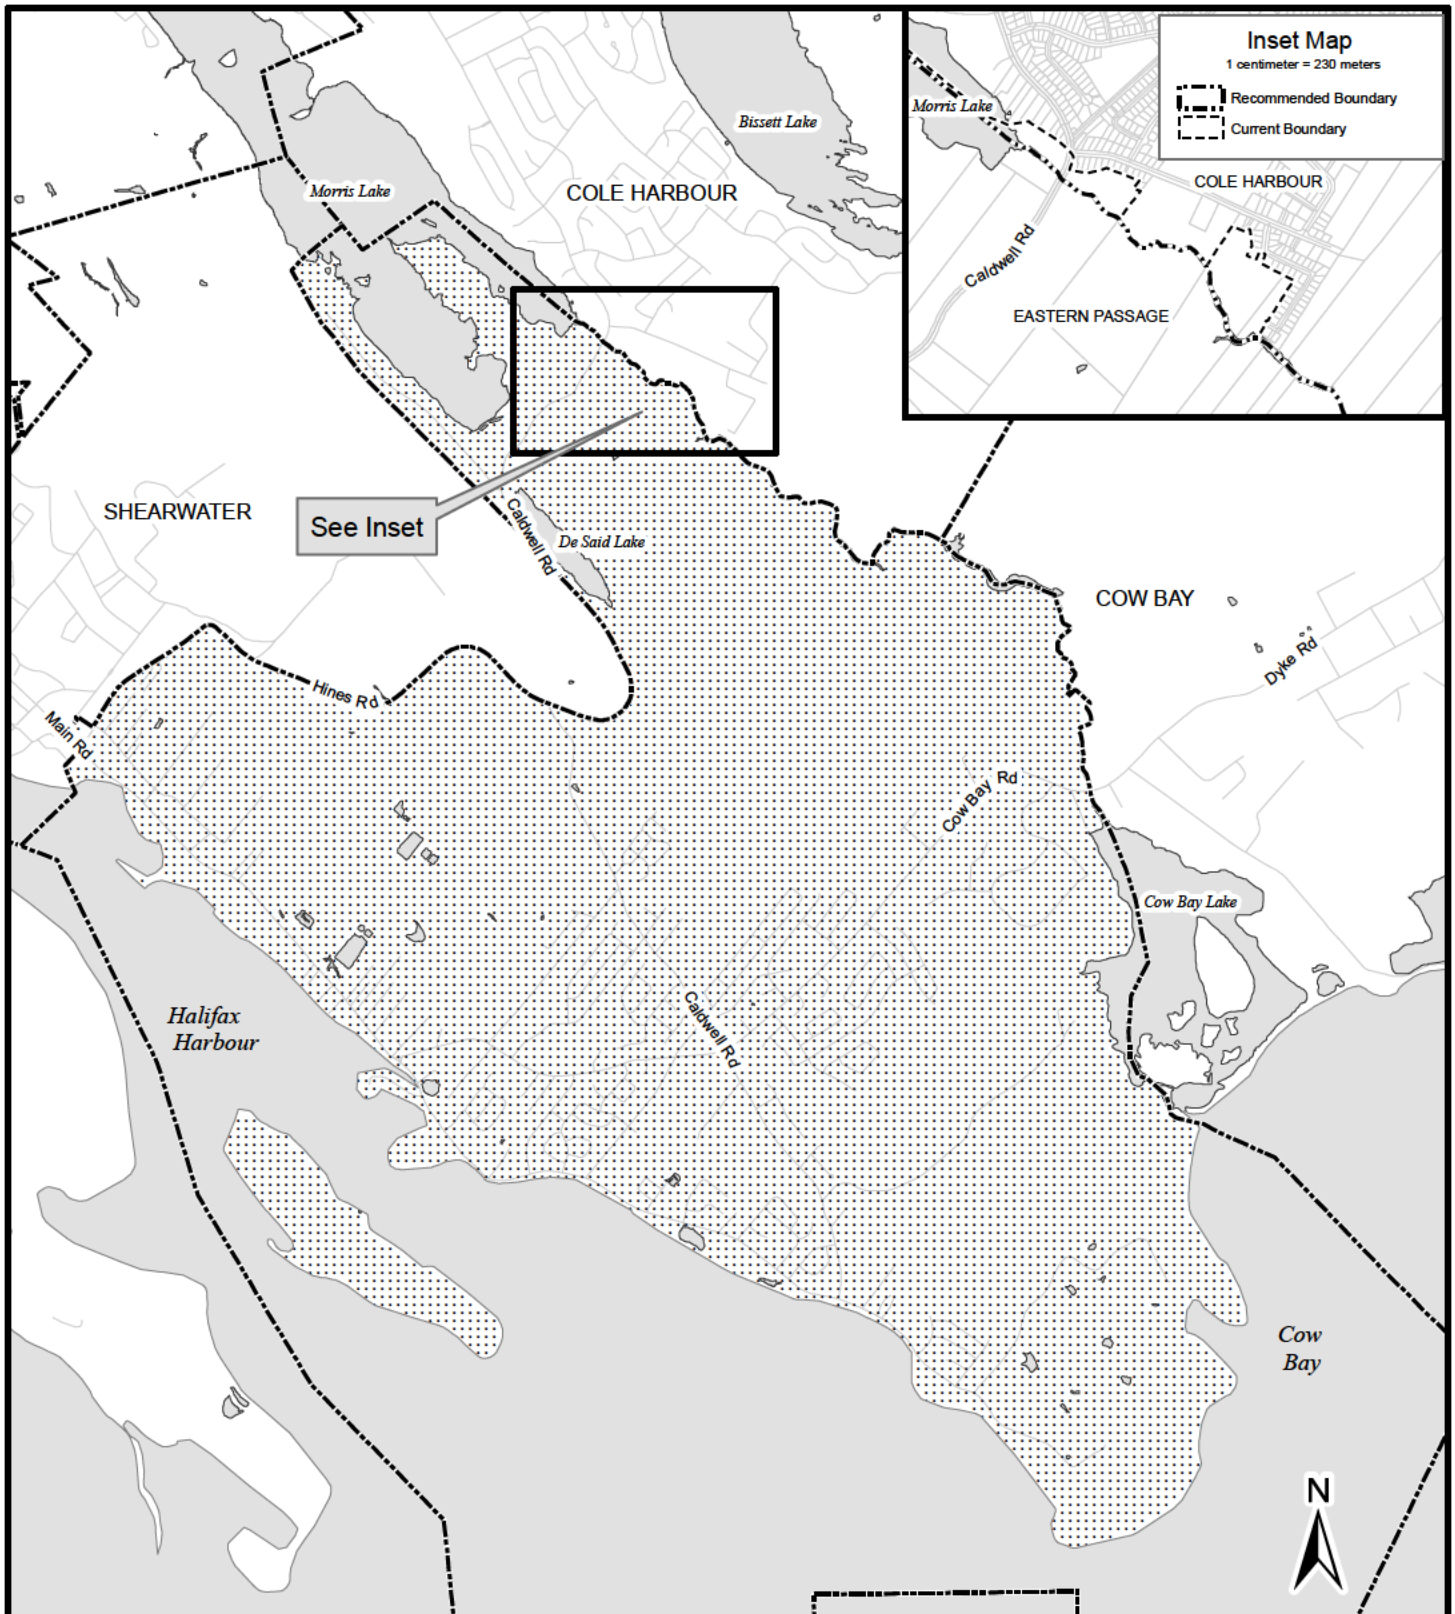 Inset Map
1 centimeter = 230 meters
Recommended Boundary
Current Boundary
Morris Lake
COLE HARBOUR
Caldwell Rd
EASTERN PASSAGE
Bissett Lake
Morris Lake
COLE HARBOUR
SHEARWATER
See Inset
Caldwell Rd
De Said Lake
COW BAY
Dyke Rd
Hines Rd
Main Rd
Cow Bay Rd
Cow Bay Lake
Halifax
Harbour
Caldwell Rd
Cow
Bay
N